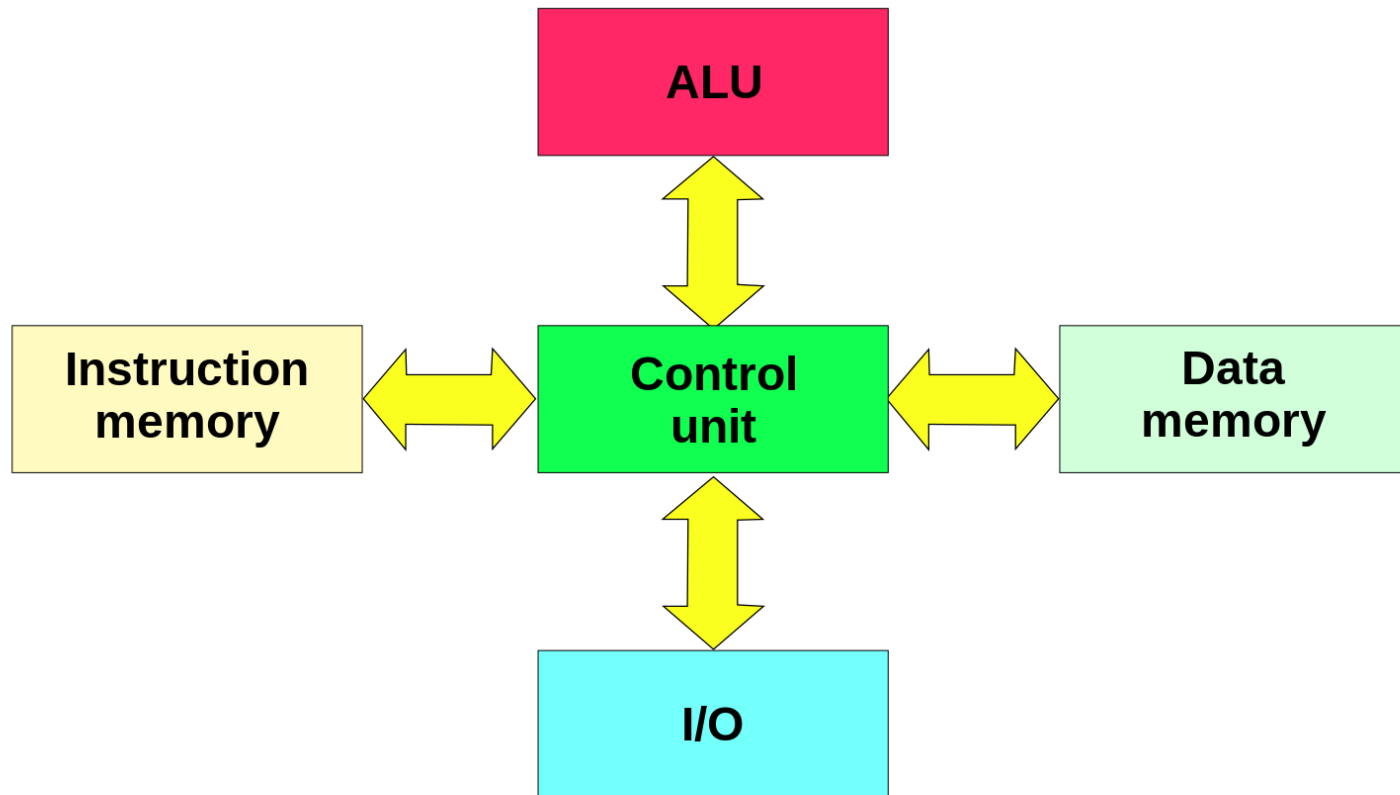 ALU
Instruction
memory
Control
unit
Data
memory
I/O